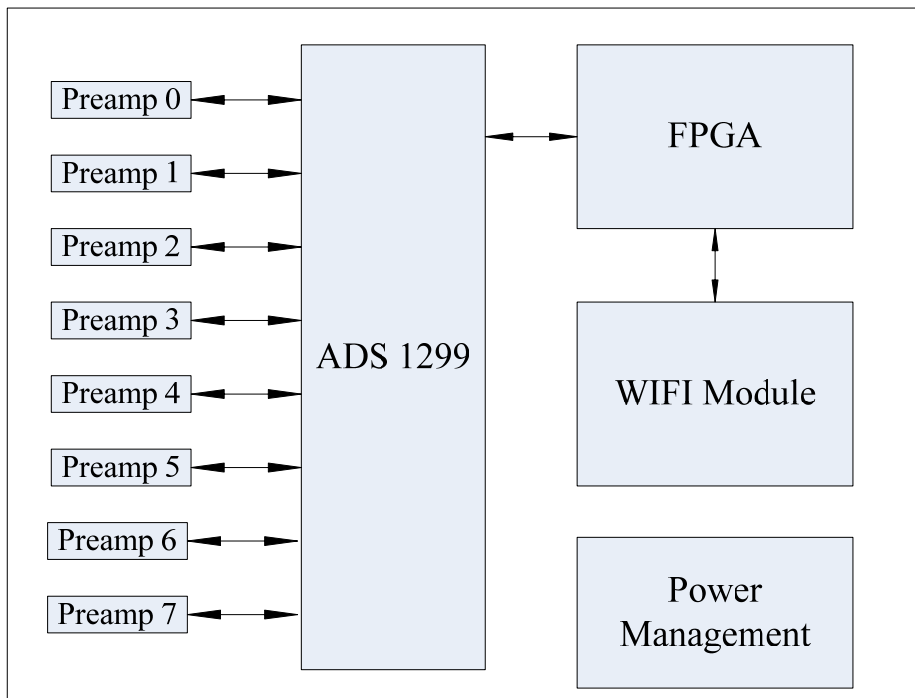 Preamp 0
Preamp 1
Preamp 2
Preamp 3
Preamp 4
Preamp 5
Preamp 6
Preamp 7
ADS 1299
FPGA
WIFI Module
Power
Management